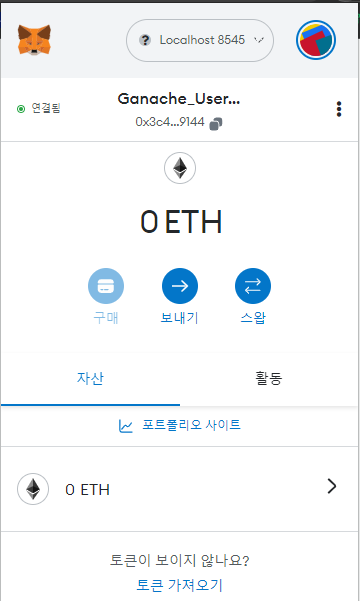 Localhost 8545
연결됨
Ganache_User...
0x3c4...9144
0 ETH
구매
보내기
스왑
자산
활동
포트폴리오 사이트
0 ETH
토큰이 보이지 않나요?
토큰 가져오기